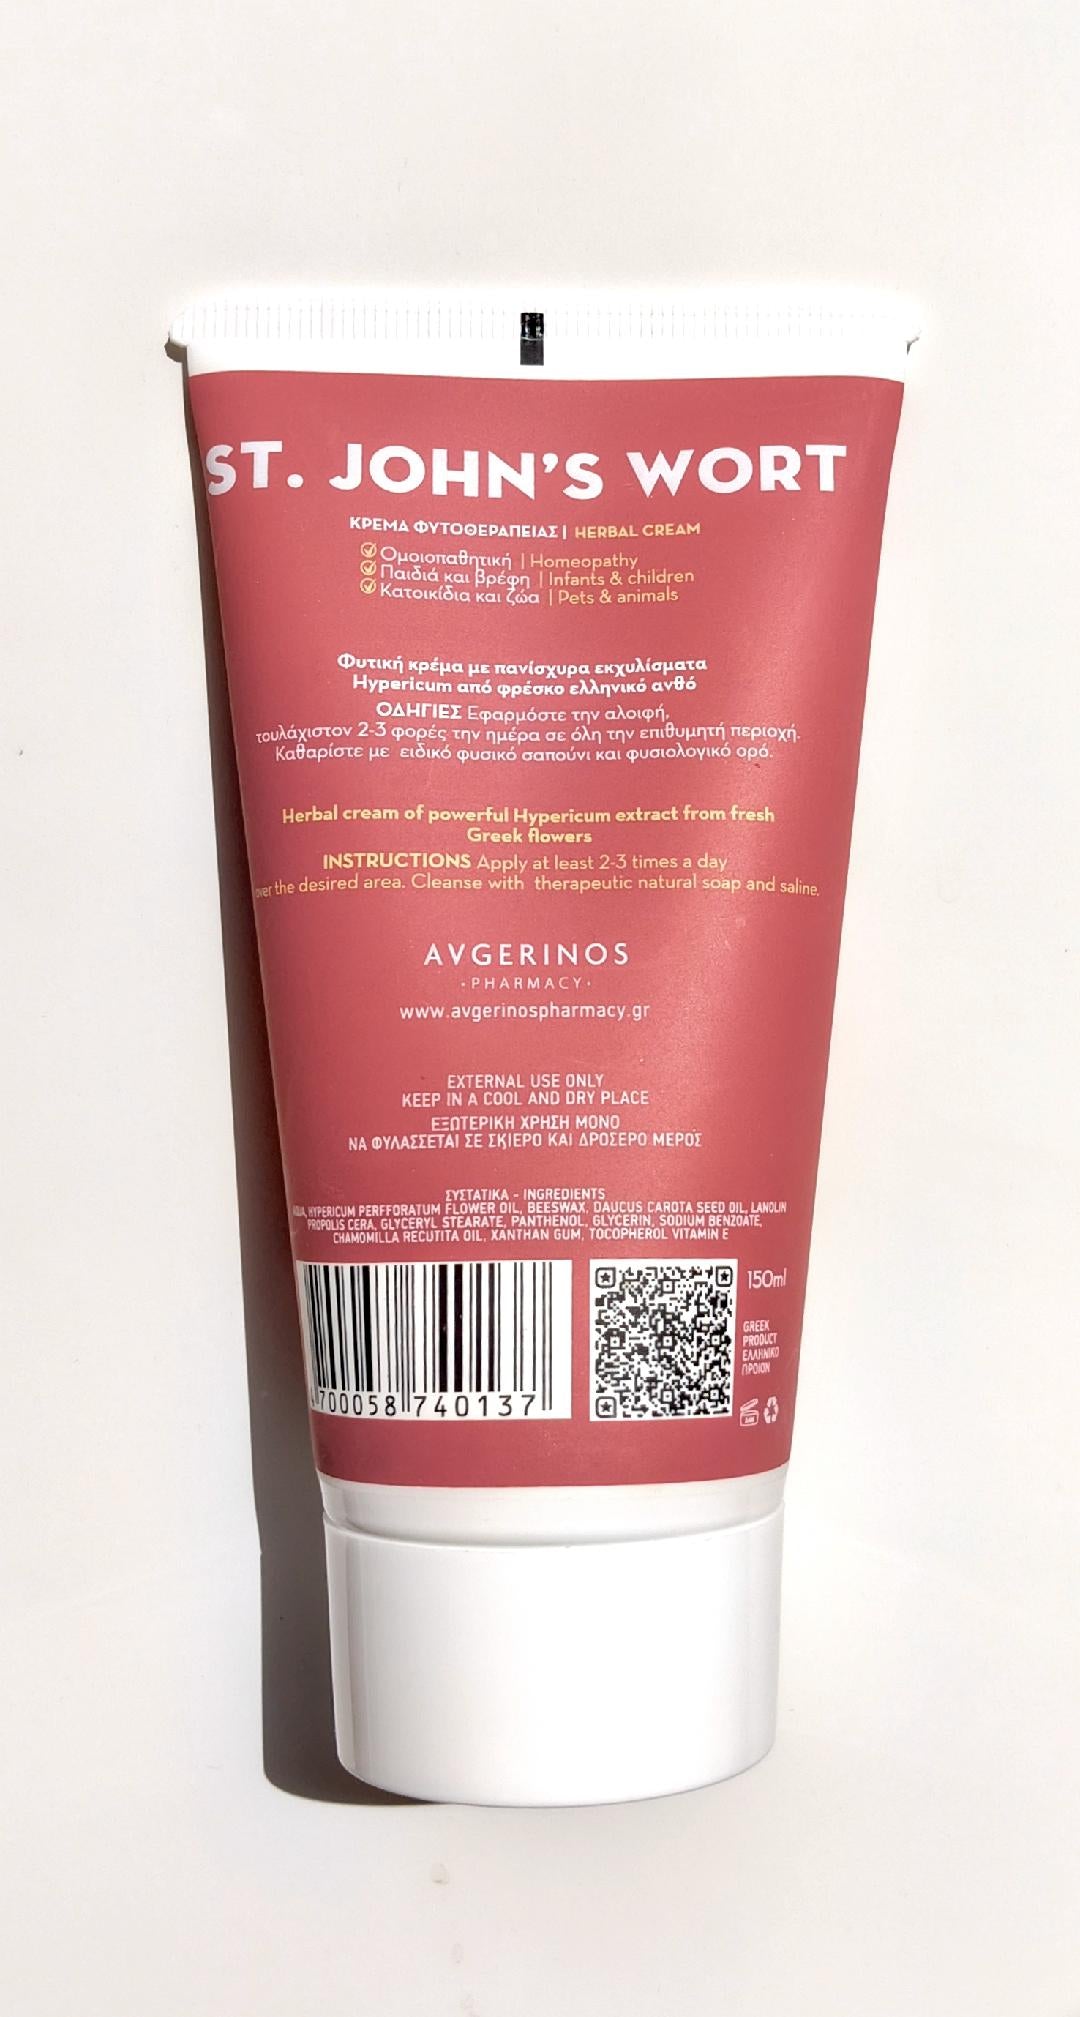 ST. JOHN'S WORT
ΚΡΕΜΑ ΦΥΤΟΘΕΡΑΠΕΙΑΣ | HERBAL CREAM
Ομοιοπαθητική | Homeopathy
Παιδιά και βρέφη | Infants & children
Κατοικίδια και ζώα | Pets & animals
Φυτική κρέμα με πανίσχυρα εκχυλίσματα
Hypericum από φρέσκο ελληνικό ανθό
ΟΔΗΓΙΕΣ Εφαρμόστε την αλοιφή,
τουλάχιστον 2-3 φορές την ημέρα σε όλη την επιθυμητή περιοχή.
Καθαρίστε με ειδικό φυσικό σαπούνι και φυσιολογικό ορό.
Herbal cream of powerful Hypericum extract from fresh
Greek flowers
INSTRUCTIONS Apply at least 2-3 times a day
over the desired area. Cleanse with therapeutic natural soap and saline.
AVGERINOS
·PHARMACY·
www.avgerinospharmacy.gr
EXTERNAL USE ONLY
KEEP IN A COOL AND DRY PLACE
ΕΞΩΤΕΡΙΚΗ ΧΡΗΣΗ ΜΟΝΟ
ΝΑ ΦΥΛΑΣΣΕΤΑΙ ΣΕ ΣΚΙΕΡΟ ΚΑΙ ΔΡΟΣΕΡΟ ΜΕΡΟΣ
ΣΥΣΤΑΤΙΚΑ - INGREDIENTS
AQUA, HYPERICUM PERFFORATUM FLOWER OIL, BEESWAX, DAUCUS CAROTA SEED OIL, LANOLIN
PROPOLIS CERA, GLYCERYL STEARATE, PANTHENOL, GLYCERIN, SODIUM BENZOATE,
CHAMOMILLA RECUTITA OIL, XANTHAN GUM, TOCOPHEROL VITAMIN E
150ml
GREEK
PRODUCT
ΕΛΛΗΝΙΚΟ
ΠΡΟΙΟΝ
700058 740137